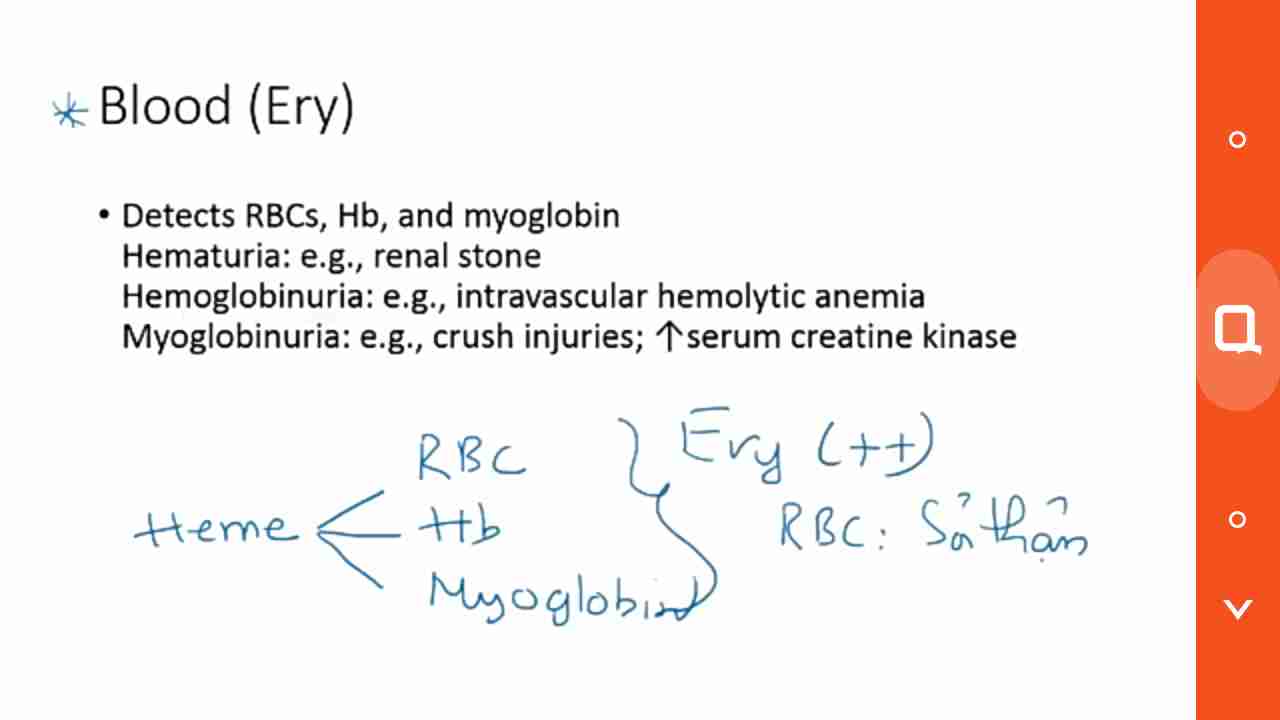 * Blood (Ery)
• Detects RBCs, Hb, and myoglobin
Hematuria: e.g., renal stone
Hemoglobinuria: e.g., intravascular hemolytic anemia
Myoglobinuria: e.g., crush injuries; ↑serum creatine kinase
RBC
Ery (++)
Heme
Hb
RBC: Sỏi thận
Myoglobin